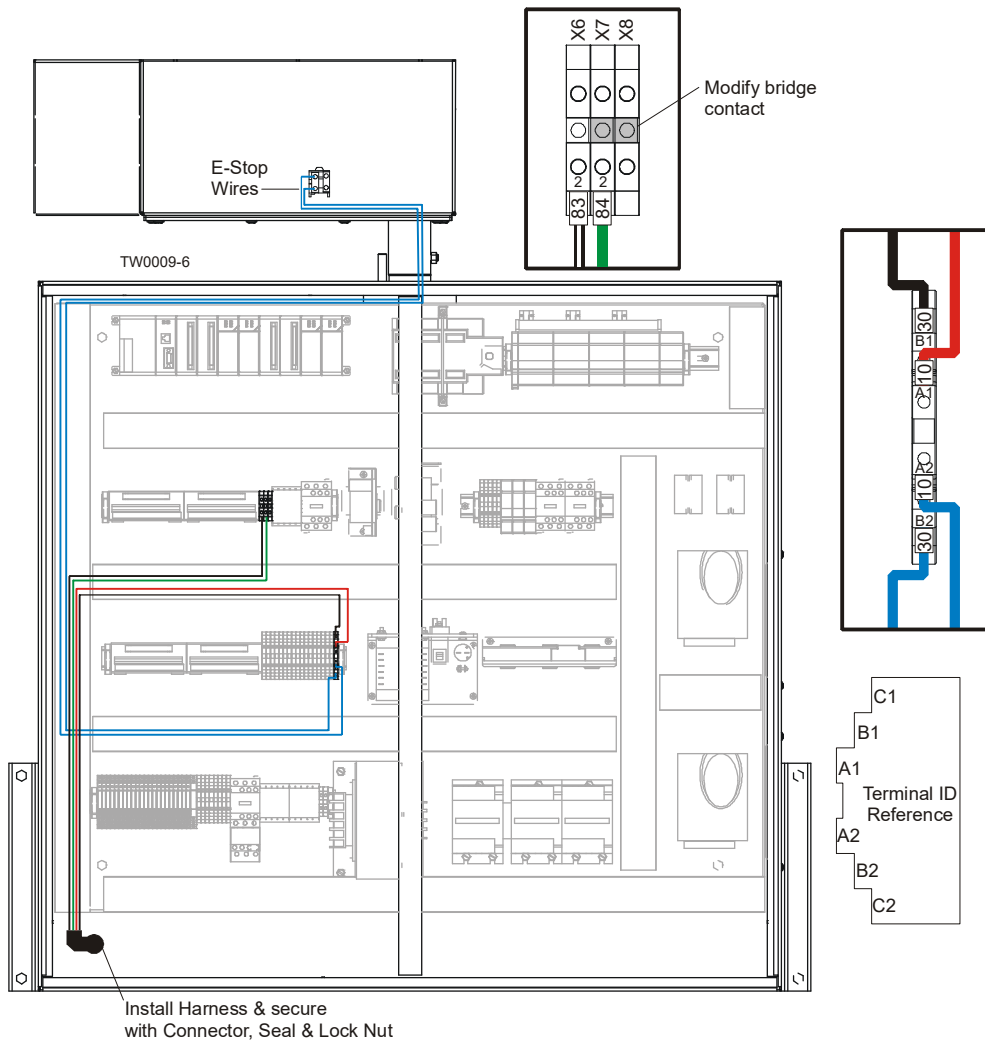 X6 X7 X8
Modify bridge
contact
2 2
83 84
E-Stop
Wires
TW0009-6
30
B1
10
A1
A2
10
B2
30
C1
B1
A1
Terminal ID
Reference
A2
B2
C2
Install Harness & secure
with Connector, Seal & Lock Nut